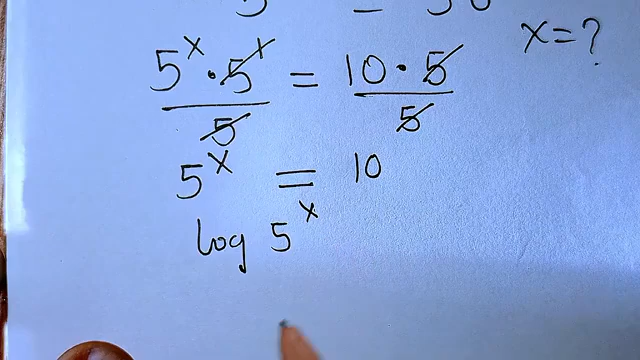 x=?
5^x · 5^x = 10 · 5
5 5
5^x = 10
log 5^x